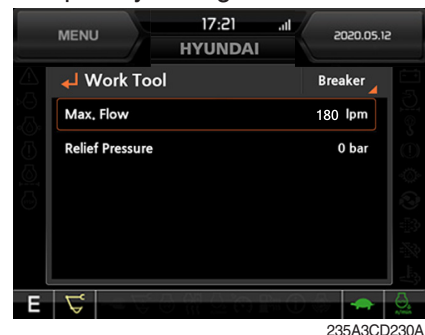 MENU
17:21
2020.05.12
HYUNDAI
Work Tool
Breaker
Max. Flow
180 lpm
Relief Pressure
0 bar
E
235A3CD230A